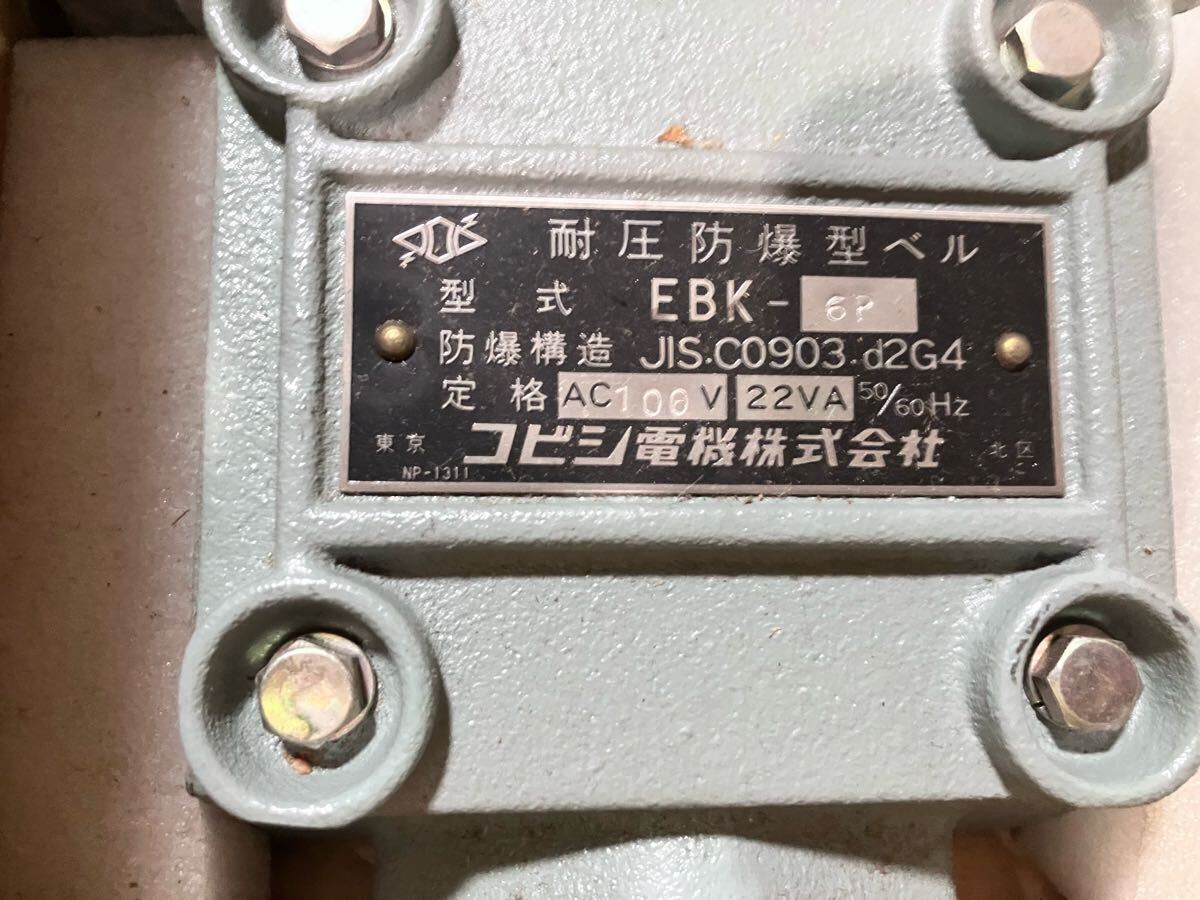 耐圧防爆型ベル
型式 EBK-6P
防爆構造 JIS.C0903.d2G4
定格 AC100V 22VA 50/60Hz
東京 コビシ電機株式会社 北区
NP-1311